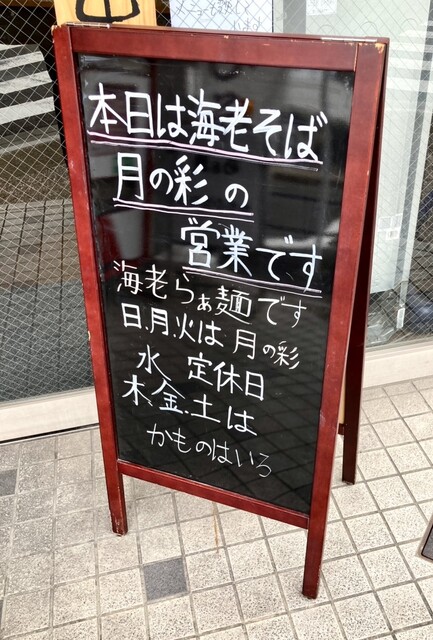 本日は海老そば
月の彩の
営業です
海老らぁ麺です
日.月.火は月の彩
水 定休日
木.金.土は
かものはいろ